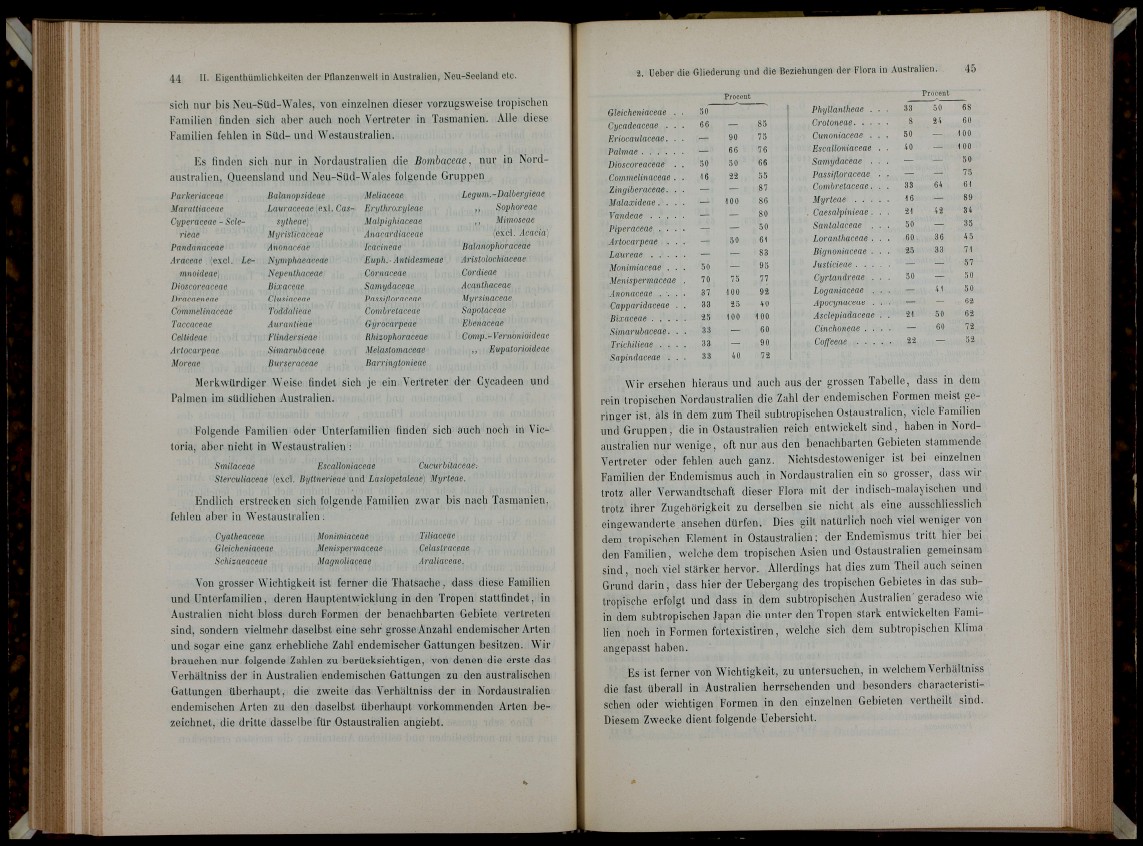 44 II. Eigenthümlichkeiten der Pflanzenwelt in Australien, Neu-Seeland etc.
sich nur bis Neu-Süd-Wales, von einzelnen dieser vorzugsweise tropischen
Familien finden sich aber auch noch Vertreter in Tasmanien. Alle diese
Familien fehlen in Süd- und Westaustralien.
Es finden sich nur in Nordaustralien die Bombaceae, nur in Nord-
australien, Queensland und Neu-Süd-Wales folgende Gruppen
Parkeriaceae Balanopsideae Meliaceae Legum.-Dalbergieae
Marattiaceae Lauraceeae (exl. Cas- Erythroxyleae ,, Sophoreae
Cyperaceae-Scle- sytheae) Malpighiaceae ,, Mimoseae
rieae Myristicaceae Anacardiaceae (excl. Acacia)
Pandanaceae Anonaceae Icacineae Balanophoraceae
Araceae (excl. Le- Nymphaeaceae Euph.-Antidesmeae Aristolochiaceae
mnoideae) Nepenthaceae Cornaceae Cordieae
Dioscoreaceae Bixaceae Samydaceae Acanthaceae
Dracaeneae Clusiaceae Passifloraceae Myrsinaceae
Commelinaceae Toddalieae Combretaceae Sapotaceae
Taccaceae Aurantieae Gyrocarpeae Ebenaceae
Celtideae Flindersieae Rhizophoraceae Comp.-Vernonioideae
Artocarpeae Simarubaceae Melastomaceae ,, Eupatorioideae
Moreae Burseraceae Barringtonieae
Merkwürdiger Weise findet sich je ein Vertreter der Cycadeen und
Palmen im südlichen Australien.
Folgende Familien oder Unterfamilien finden sich auch noch in Vic-
toria, aber nicht in Westaustralien:
Smilaceae Escalloniaceae Cucurbitaceae.
Sterculiaceae (excl. Byttnerieae und Lasiopetaleae) Myrteae.
Endlich erstrecken sich folgende Familien zwar bis nach Tasmanien,
fehlen aber in Westaustralien:
Cyatheaceae Monimiaceae Tiliaceae
Gleicheniaceae Menispermaceae Celastraceae
Schizaeaceae Magnoliaceae Araliaceae.
Von grosser Wichtigkeit ist ferner die Thatsache, dass diese Familien
und Unterfamilien, deren Hauptentwicklung in den Tropen stattfindet, in
Australien nicht bloss durch Formen der benachbarten Gebiete vertreten
sind, sondern vielmehr daselbst eine sehr grosse Anzahl endemischer Arten
und sogar eine ganz erhebliche Zahl endemischer Gattungen besitzen. Wir
brauchen nur folgende Zahlen zu berücksichtigen, von denen die erste das
Verhältniss der in Australien endemischen Gattungen zu den australischen
Gattungen überhaupt, die zweite das Verhältniss der in Nordaustralien
endemischen Arten zu den daselbst überhaupt vorkommenden Arten be-
zeichnet, die dritte dasselbe für Ostaustralien angiebt.
2. Ueber die Gliederung und die Beziehungen der Flora in Australien. 45
Procent
Gleicheniaceae . . 50
Cycadeaceae . . . 66 — 85
Eriocaulaceae. . . — 90 75
Palmae . . . . . . — 66 76
Dioscoreaceae . . 50 50 66
Commelinaceae . . 16 22 55
Zingiberaceae. . . — — 87
Malaxideae . . . . — 100 86
Vandeae . . . . . — — 80
Piperaceae . . . . — — 50
Artocarpeae . . . — 50 61
Laureae . . . . . — — 83
Monimiaceae . . . 50 — 95
Menispermaceae . 70 75 77
Anonaceae . . . . 37 100 92
Capparidaceae . . 33 25 40
Bixaceae . . . . . 25 100 100
Simarubaceae. . . 33 — 60
Trichilieae . . . . 33 — 90
Sapindaceae . . . 33 40 72
Procent
Phyllantheae . . . 33 50 68
Crotoneae. . . . . 8 24 60
Cunoniaceae . . . 50 — 100
Escalloniaceae . . 40 — 100
Samydaceae . . . — — 50
Passifloraceae . . — — 75
Combretaceae. . . 33 64 61
Myrteae . . . . . 16 — 89
Caesalpinieae . . 21 42 34
Santalaceae . . . 50 — 35
Loranthaceae . . . 60 36 45
Bignoniaceae . . . 25 33 71
Justicieae . . . . . — — 57
Cyrtandreae . . . 50 — 50
Loganiaceae . . . — 41 50
Apocynaceae . . . — — 62
Asclepiadaceae . . 21 50 62
Cinchoneae . . . . — 60 72
Coffeeae . . . . . 22 — 52
Wir ersehen hieraus und auch aus der grossen Tabelle, dass in dem
rein tropischen Nordaustralien die Zahl der endemischen Formen meist ge-
ringer ist, als in dem zum Theil subtropischen Ostaustralien, viele Familien
und Gruppen, die in Ostaustralien reich entwickelt sind, haben in Nord-
australien nur wenige, oft nur aus den benachbarten Gebieten stammende
Vertreter oder fehlen auch ganz. Nichtsdestoweniger ist bei einzelnen
Familien der Endemismus auch in Nordaustralien ein so grosser, dass wir
trotz aller Verwandtschaft dieser Flora mit der indisch-malayischen und
trotz ihrer Zugehörigkeit zu derselben sie nicht als eine ausschliesslich
eingewanderte ansehen dürfen. Dies gilt natürlich noch viel weniger von
dem tropischen Element in Ostaustralien; der Endemismus tritt hier bei
den Familien, welche dem tropischen Asien und Ostaustralien gemeinsam
sind, noch viel stärker hervor. Allerdings hat dies zum Theil auch seinen
Grund darin, dass hier der Uebergang des tropischen Gebietes in das sub-
tropische erfolgt und dass in dem subtropischen Australien geradeso wie
in dem subtropischen Japan die unter den Tropen stark entwickelten Fami-
lien noch in Formen fortexistiren, welche sich dem subtropischen Klima
angepasst haben.
Es ist ferner von Wichtigkeit, zu untersuchen, in welchem Verhältniss
die fast überall in Australien herrschenden und besonders characteristi-
schen oder wichtigen Formen in den einzelnen Gebieten vertheilt sind.
Diesem Zwecke dient folgende Uebersicht.